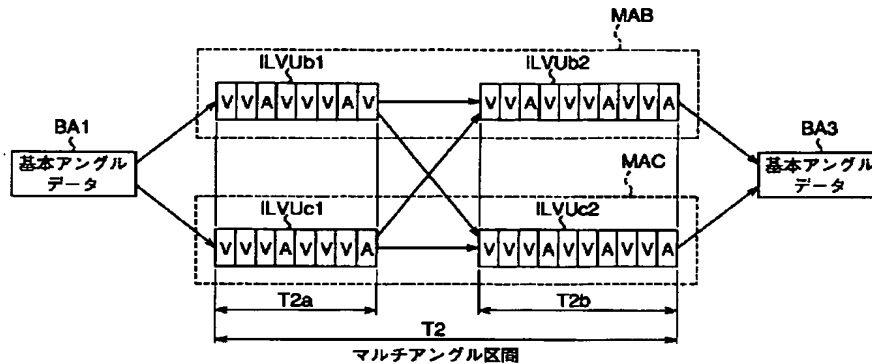 MAB
ILVUb1
ILVUb2
V V A V V V A V
V V A V V V A V V A
BA1
基本アングル
データ
BA3
基本アングル
データ
MAC
ILVUc1
ILVUc2
V V V A V V V A
V V V A V V A V V A
T2a
T2b
T2
マルチアングル区間